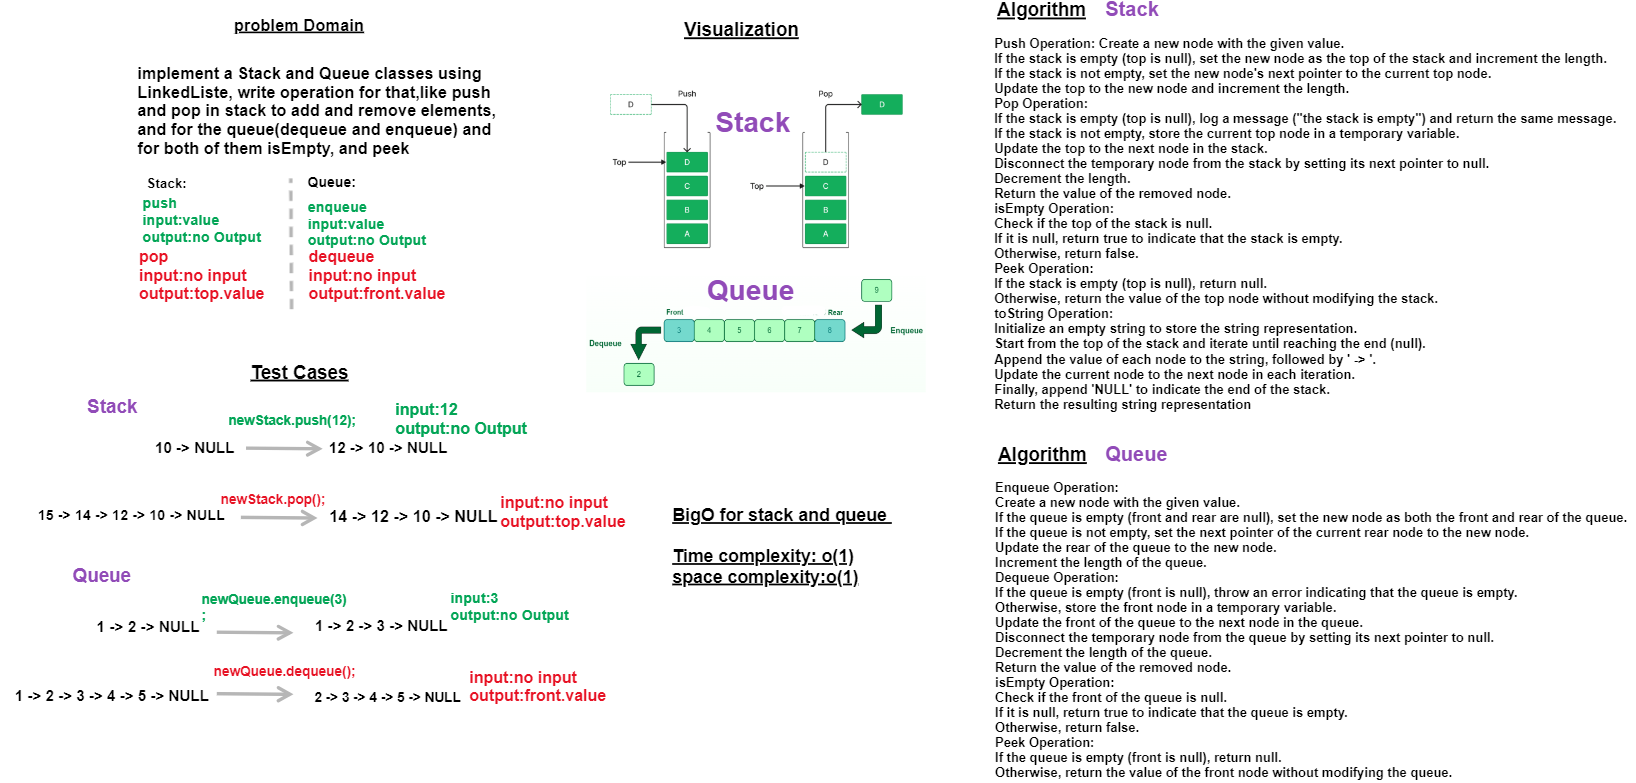 problem Domain
implement a Stack and Queue classes using
LinkedListe, write operation for that,like push
and pop in stack to add and remove elements,
and for the queue(dequeue and enqueue) and
for both of them isEmpty, and peek
Stack:
push
input:value
output:no Output
pop
input:no input
output:top.value
Queue:
enqueue
input:value
output:no Output
dequeue
input:no input
output:front.value
Test Cases
Stack
newStack.push(12);
input:12
output:no Output
10 -> NULL
12 -> 10 -> NULL
newStack.pop();
input:no input
output:top.value
15 -> 14 -> 12 -> 10 -> NULL
14 -> 12 -> 10 -> NULL
Queue
newQueue.enqueue(3)
;
input:3
output:no Output
1 -> 2 -> NULL
1 -> 2 -> 3 -> NULL
newQueue.dequeue();
input:no input
output:front.value
1 -> 2 -> 3 -> 4 -> 5 -> NULL
2 -> 3 -> 4 -> 5 -> NULL
Visualization
D
Push
Stack
Pop
D
Top
D
C
B
A
Top
D
C
B
A
Queue
9
Front
Rear
3
4
5
6
7
8
Enqueue
Dequeue
2
BigO for stack and queue
Time complexity: o(1)
space complexity:o(1)
Algorithm Stack
Push Operation: Create a new node with the given value.
If the stack is empty (top is null), set the new node as the top of the stack and increment the length.
If the stack is not empty, set the new node's next pointer to the current top node.
Update the top to the new node and increment the length.
Pop Operation:
If the stack is empty (top is null), log a message ("the stack is empty") and return the same message.
If the stack is not empty, store the current top node in a temporary variable.
Update the top to the next node in the stack.
Disconnect the temporary node from the stack by setting its next pointer to null.
Decrement the length.
Return the value of the removed node.
isEmpty Operation:
Check if the top of the stack is null.
If it is null, return true to indicate that the stack is empty.
Otherwise, return false.
Peek Operation:
If the stack is empty (top is null), return null.
Otherwise, return the value of the top node without modifying the stack.
toString Operation:
Initialize an empty string to store the string representation.
Start from the top of the stack and iterate until reaching the end (null).
Append the value of each node to the string, followed by ' -> '.
Update the current node to the next node in each iteration.
Finally, append 'NULL' to indicate the end of the stack.
Return the resulting string representation
Algorithm Queue
Enqueue Operation:
Create a new node with the given value.
If the queue is empty (front and rear are null), set the new node as both the front and rear of the queue.
If the queue is not empty, set the next pointer of the current rear node to the new node.
Update the rear of the queue to the new node.
Increment the length of the queue.
Dequeue Operation:
If the queue is empty (front is null), throw an error indicating that the queue is empty.
Otherwise, store the front node in a temporary variable.
Update the front of the queue to the next node in the queue.
Disconnect the temporary node from the queue by setting its next pointer to null.
Decrement the length of the queue.
Return the value of the removed node.
isEmpty Operation:
Check if the front of the queue is null.
If it is null, return true to indicate that the queue is empty.
Otherwise, return false.
Peek Operation:
If the queue is empty (front is null), return null.
Otherwise, return the value of the front node without modifying the queue.